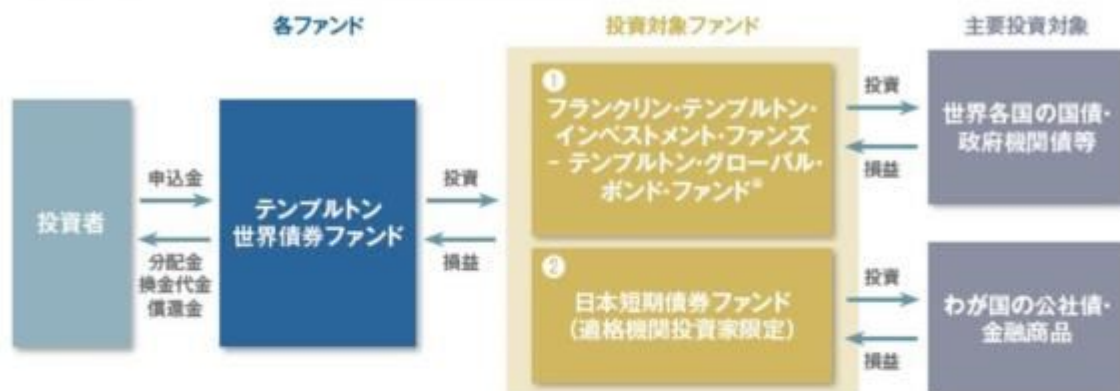 各ファンド
投資対象ファンド
主要投資対象
投資者
申込金
分配金
換金代金
償還金
テンプルトン
世界債券ファンド
投資
損益
①
フランクリン・テンプルトン・
インベストメント・ファンズ
- テンプルトン・グローバル・
ボンド・ファンド※
投資
損益
世界各国の国債・
政府機関債等
②
日本短期債券ファンド
(適格機関投資家限定)
投資
損益
わが国の公社債・
金融商品